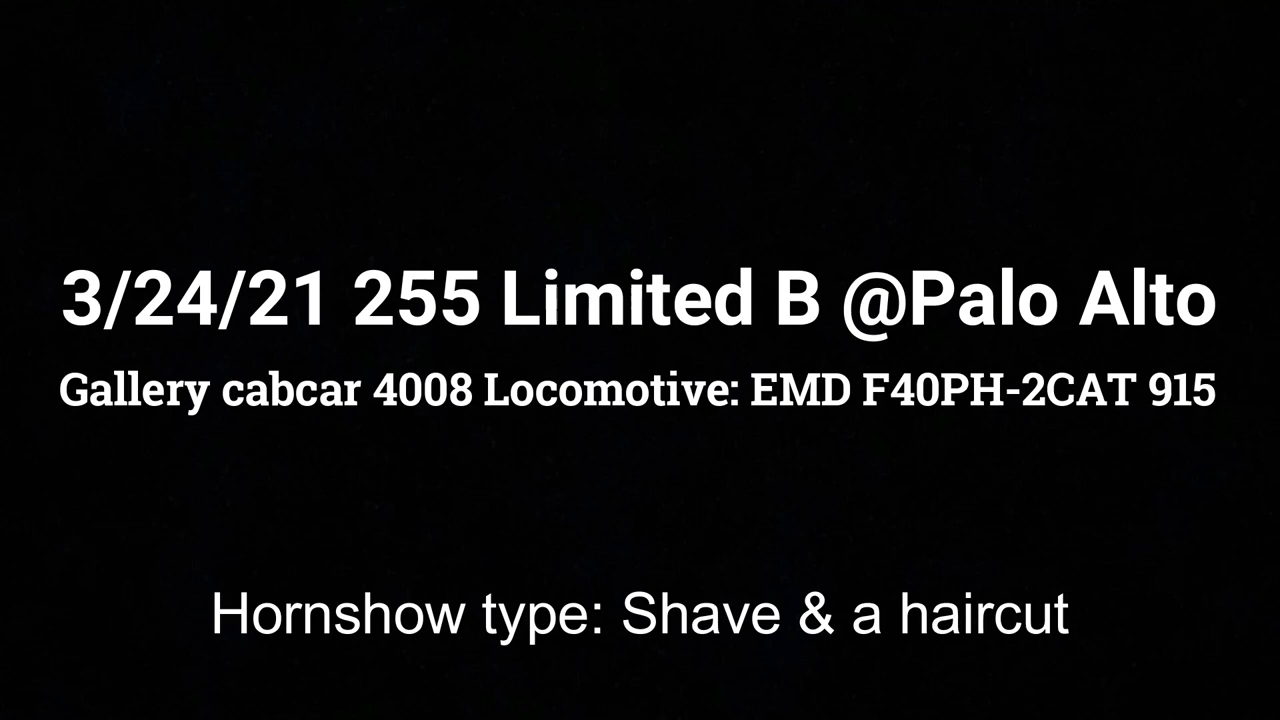 3/24/21 255 Limited B @Palo Alto
Gallery cabcar 4008 Locomotive: EMD F40PH-2CAT 915
Hornshow type: Shave & a haircut